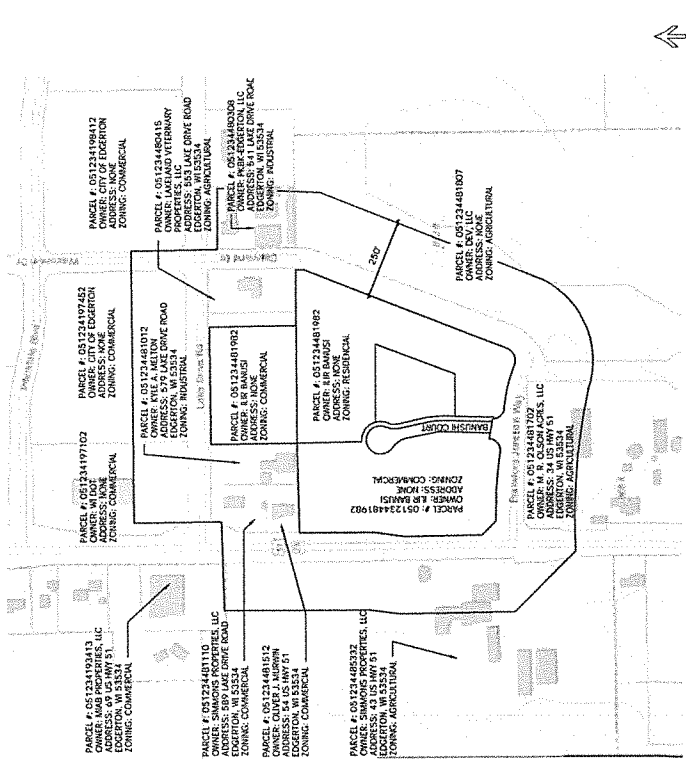 PARCEL #: 051234193413
OWNER: MIAB PROPERTIES, LLC
ADDRESS: 69 US HWY 51
EDGERTON, WI 53534
ZONING: COMMERCIAL
PARCEL #: 051234197102
OWNER: WI DOT
ADDRESS: NONE
ZONING: COMMERCIAL
PARCEL #: 051234197452
OWNER: CITY OF EDGERTON
ADDRESS: NONE
ZONING: COMMERCIAL
PARCEL #: 051234198412
OWNER: CITY OF EDGERTON
ADDRESS: NONE
ZONING: COMMERCIAL
PARCEL #: 051234481110
OWNER: SIMMONS PROPERTIES, LLC
ADDRESS: 589 LAKE DRIVE ROAD
EDGERTON, WI 53534
ZONING: COMMERCIAL
PARCEL #: 051234481012
OWNER: KYLE A. MELTON
ADDRESS: 579 LAKE DRIVE ROAD
EDGERTON, WI 53534
ZONING: INDUSTRIAL
PARCEL #: 051234480415
OWNER: LAKELAND VETERINARY
PROPERTIES, LLC
ADDRESS: 553 LAKE DRIVE ROAD
EDGERTON, WI 53534
ZONING: AGRICULTURAL
PARCEL #: 051234481512
OWNER: OLIVER J. MURWIN
ADDRESS: 54 US HWY 51
EDGERTON, WI 53534
ZONING: COMMERCIAL
PARCEL #: 051234481982
OWNER: ILIR BANUSI
ADDRESS: NONE
ZONING: COMMERCIAL
PARCEL #: 051234480308
OWNER: PKBK-EDGERTON, LLC
ADDRESS: 541 LAKE DRIVE ROAD
EDGERTON, WI 53534
ZONING: INDUSTRIAL
PARCEL #: 051234481982
OWNER: ILIR BANUSI
ADDRESS: NONE
ZONING: RESIDENCIAL
PARCEL #: 051234485332
OWNER: SIMMONS PROPERTIES, LLC
ADDRESS: 43 US HWY 51
EDGERTON, WI 53534
ZONING: AGRICULTURAL
PARCEL #: 051234481982
OWNER: ILIR BANUSI
ADDRESS: NONE
ZONING: COMMERCIAL
BANUSHI COURT
250'
PARCEL #: 051234481807
OWNER: DEV, LLC
ADDRESS: NONE
ZONING: AGRICULTURAL
PARCEL #: 051234481702
OWNER: M. R. OLSON ACRES, LLC
ADDRESS: 34 US HWY 51
EDGERTON, WI 53534
ZONING: AGRICULTURAL